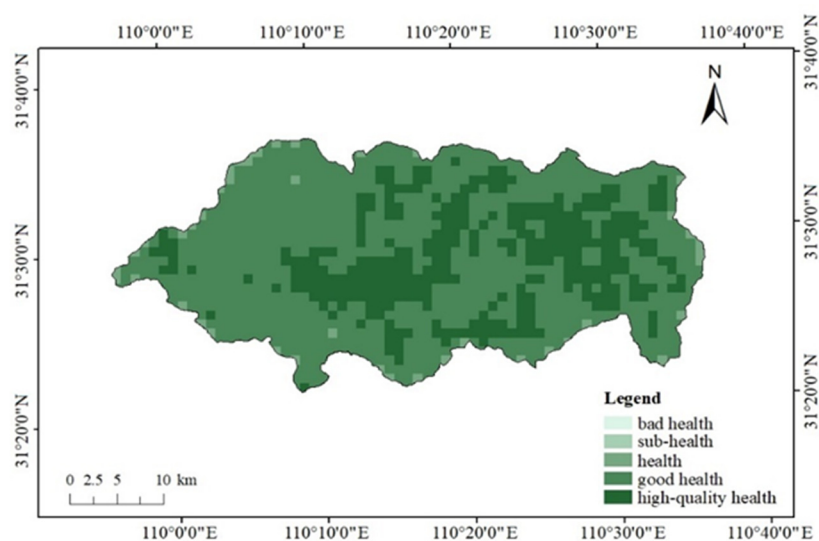 110°0'0"E 110°10'0"E 110°20'0"E 110°30'0"E 110°40'0"E
31°40'0"N
31°40'0"N
N
31°30'0"N
31°30'0"N
31°20'0"N
31°20'0"N
Legend
bad health
sub-health
health
good health
high-quality health
0 2.5 5 10 km
110°0'0"E 110°10'0"E 110°20'0"E 110°30'0"E 110°40'0"E